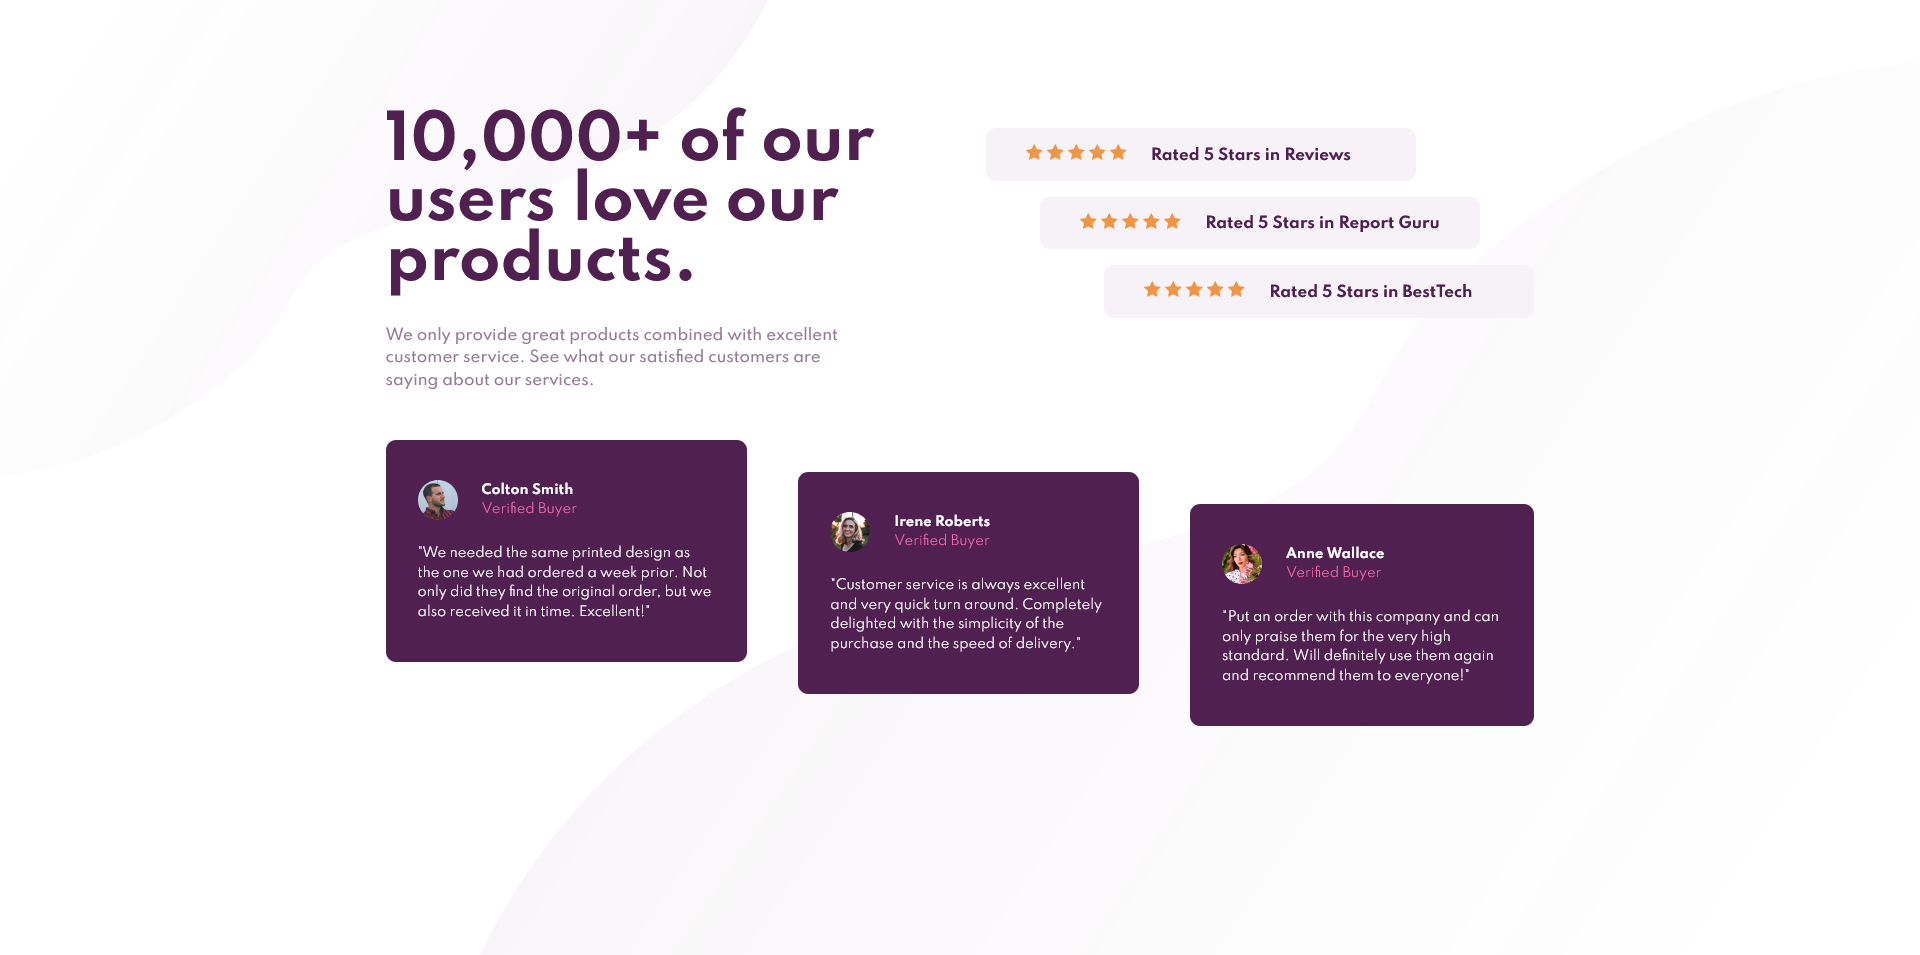 10,000+ of our
users love our
products.
We only provide great products combined with excellent
customer service. See what our satisfied customers are
saying about our services.
Rated 5 Stars in Reviews
Rated 5 Stars in Report Guru
Rated 5 Stars in BestTech
Colton Smith
Verified Buyer
"We needed the same printed design as
the one we had ordered a week prior. Not
only did they find the original order, but we
also received it in time. Excellent!"
Irene Roberts
Verified Buyer
"Customer service is always excellent
and very quick turn around. Completely
delighted with the simplicity of the
purchase and the speed of delivery."
Anne Wallace
Verified Buyer
"Put an order with this company and can
only praise them for the very high
standard. Will definitely use them again
and recommend them to everyone!"